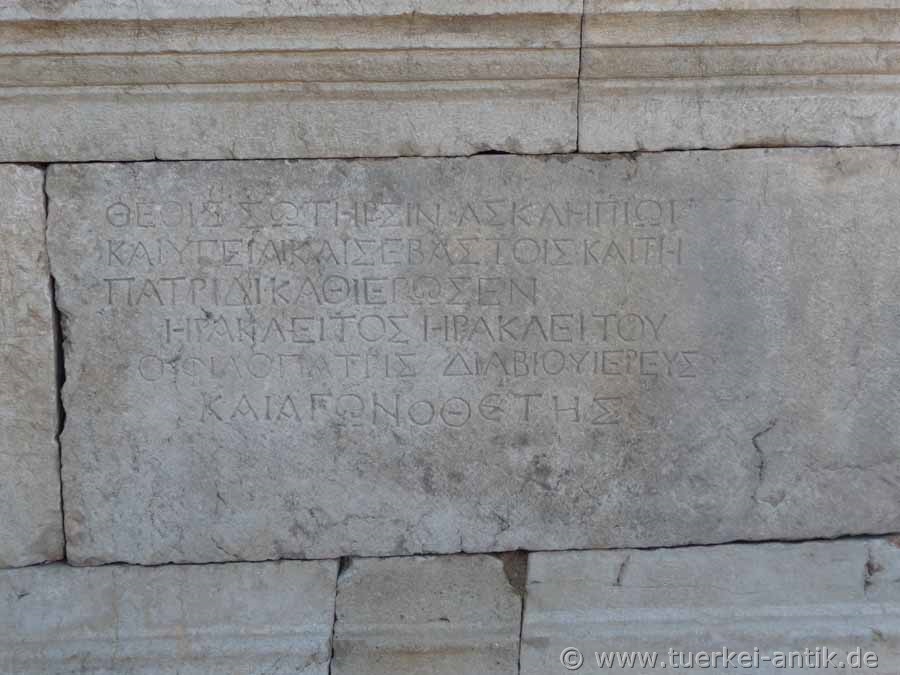 ΘΕΟΙΣ ΣΩΤΗΡΣΙΝ ΑΣΚΛΗΠΙΩΙ
ΚΑΙ ΥΓΕΙΑΙ ΚΑΙ ΣΕΒΑΣΤΟΙΣ ΚΑΙ ΤΗ
ΠΑΤΡΙΔΙ ΚΑΘΙΕΡΩΣΕΝ
ΗΡΑΚΛΕΙΤΟΣ ΗΡΑΚΛΕΙΤΟΥ
Ο ΦΙΛΟΠΑΤΡΙΣ ΔΙΑ ΒΙΟΥ ΙΕΡΕΥΣ
ΚΑΙ ΑΓΩΝΟΘΕΤΗΣ
© www.tuerkei-antik.de